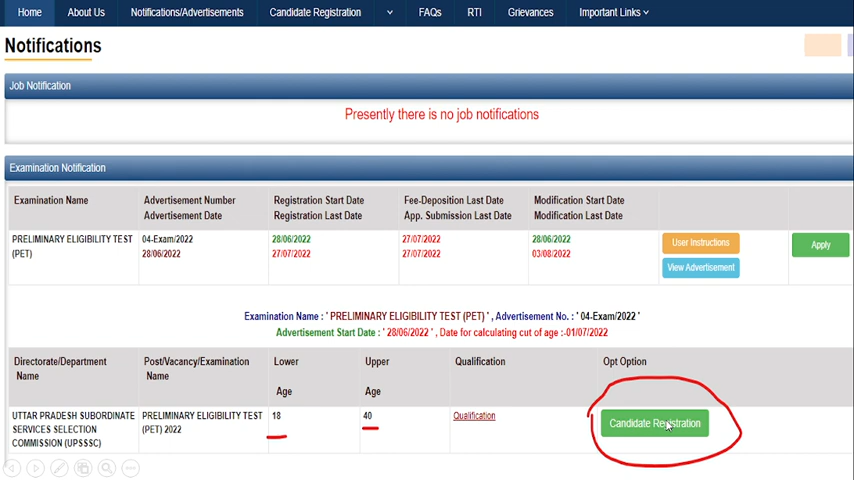 Home About Us Notifications/Advertisements Candidate Registration FAQs RTI Grievances Important Links
Notifications
Job Notification
Presently there is no job notifications
Examination Notification
Examination Name Advertisement Number Registration Start Date Fee-Deposition Last Date Modification Start Date
Advertisement Date Registration Last Date App. Submission Last Date Modification Last Date
PRELIMINARY ELIGIBILITY TEST 04-Exam/2022 28/06/2022 27/07/2022 28/06/2022 User Instructions Apply
(PET) 28/06/2022 27/07/2022 27/07/2022 03/08/2022
View Advertisement
Examination Name : ' PRELIMINARY ELIGIBILITY TEST (PET) ' , Advertisement No. : ' 04-Exam/2022 '
Advertisement Start Date : ' 28/06/2022 ' , Date for calculating cut of age :-01/07/2022
Directorate/Department Post/Vacancy/Examination Lower Upper Qualification Opt Option
Name Name
Age Age
UTTAR PRADESH SUBORDINATE PRELIMINARY ELIGIBILITY TEST 18 40 Qualification
SERVICES SELECTION (PET) 2022 Candidate Registration
COMMISSION (UPSSSC)